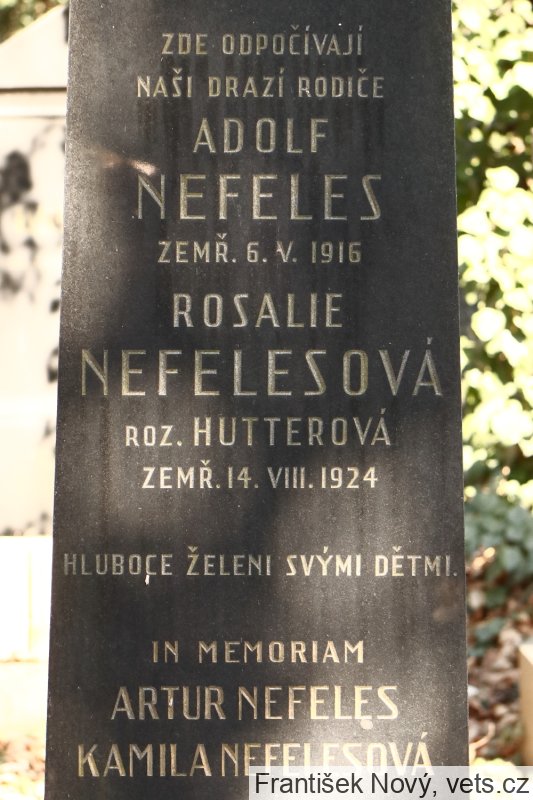 ZDE ODPOČÍVAJÍ
NAŠI DRAZÍ RODIČE
ADOLF
NEFELES
ZEMŘ. 6. V. 1916
ROSALIE
NEFELESOVÁ
ROZ. HUTTEROVÁ
ZEMŘ. 14. VIII. 1924
HLUBOCE ŽELENI SVÝMI DĚTMI.
IN MEMORIAM
ARTUR NEFELES
KAMILA NEFELESOVÁ
František Nový, vets.cz